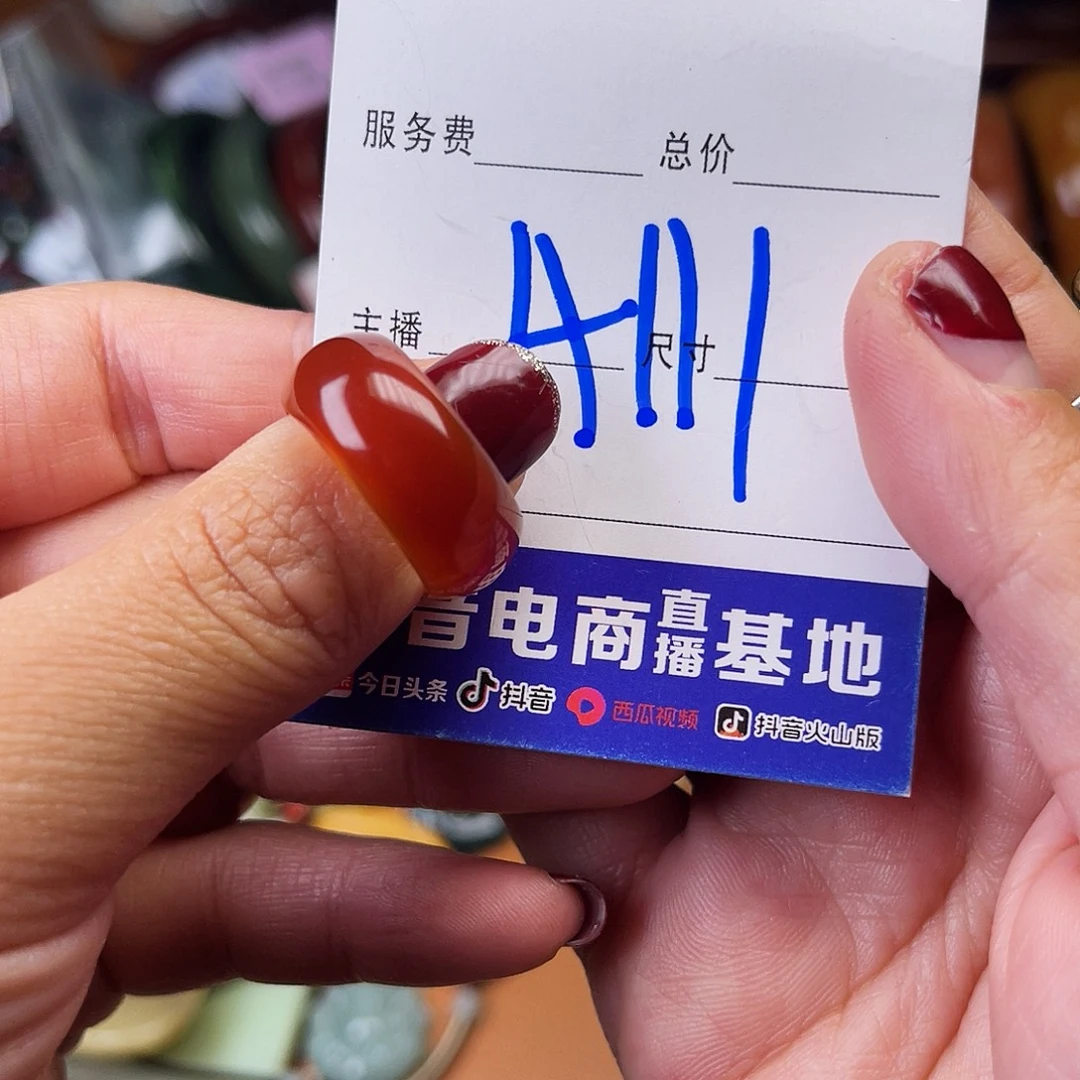 服务费 总价
A111
主播 尺寸
音电商直播基地
今日头条 抖音 西瓜视频 抖音火山版